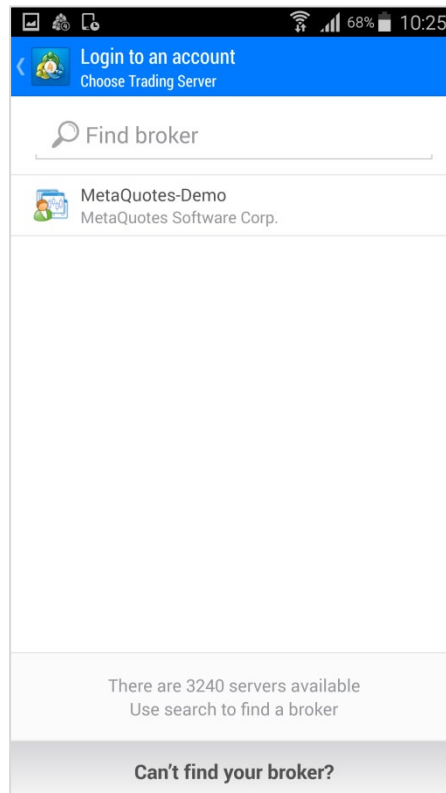 68% 10:25
Login to an account
Choose Trading Server
Find broker
MetaQuotes-Demo
MetaQuotes Software Corp.
There are 3240 servers available
Use search to find a broker
Can't find your broker?